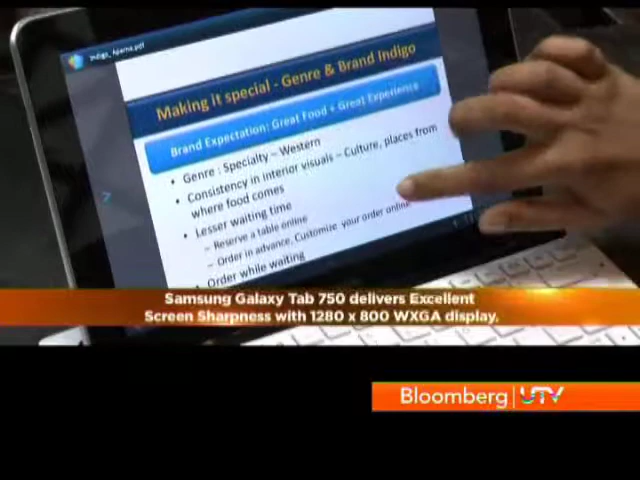 Indigo_Aparna.pdf
Making it special - Genre & Brand Indigo
Brand Expectation: Great Food + Great Experience
• Genre : Specialty – Western
• Consistency in interior visuals – Culture, places from
where food comes
• Lesser waiting time
– Reserve a table online
– Order in advance, Customize your order online
• Order while waiting
Samsung Galaxy Tab 750 delivers Excellent
Screen Sharpness with 1280 x 800 WXGA display.
Bloomberg | UTV